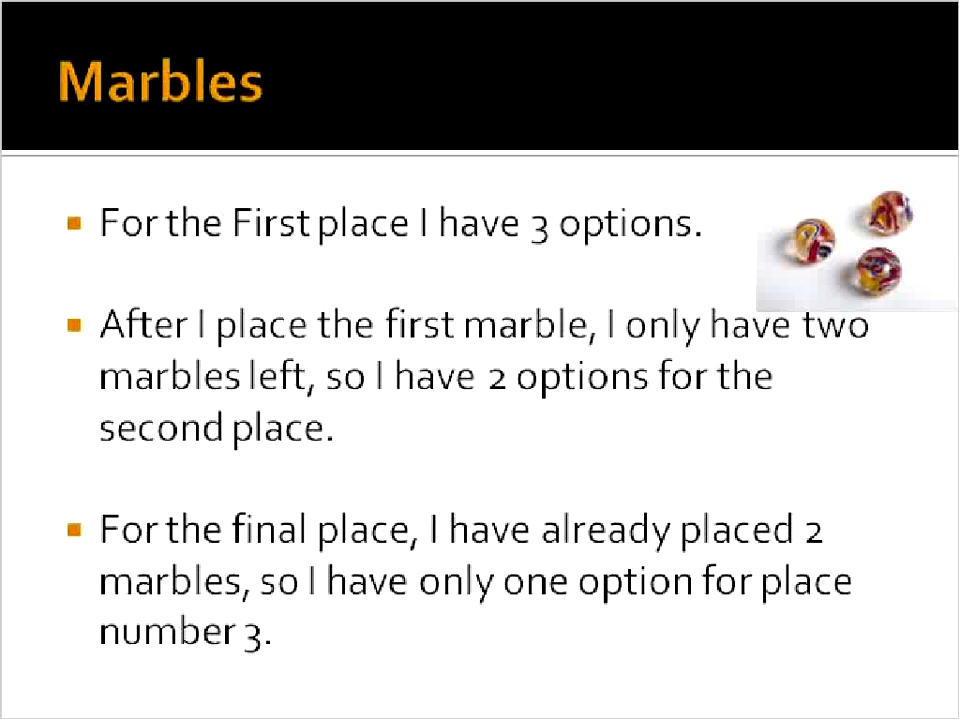 Marbles
For the First place I have 3 options.
After I place the first marble, I only have two
marbles left, so I have 2 options for the
second place.
For the final place, I have already placed 2
marbles, so I have only one option for place
number 3.